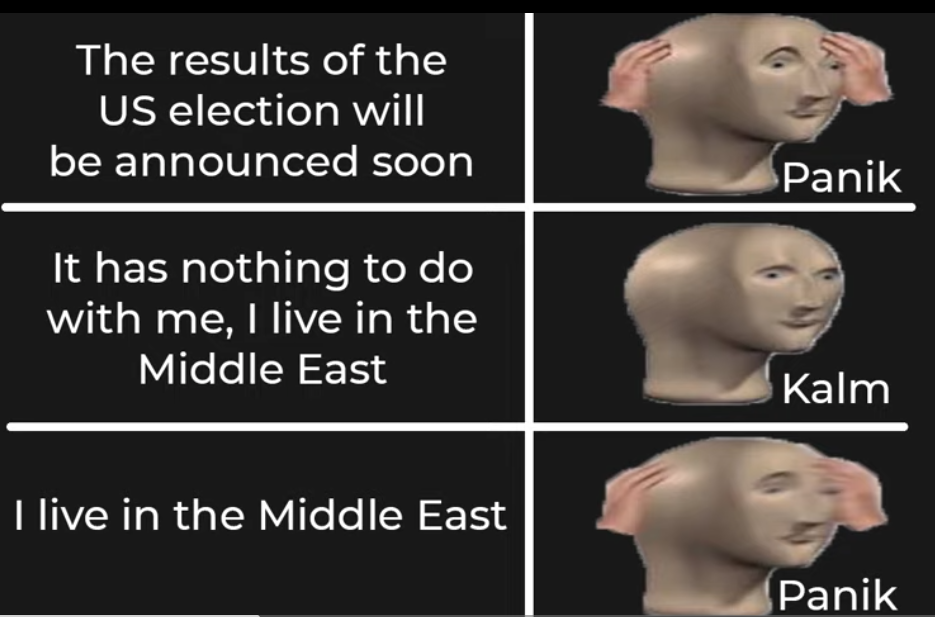 The results of the
US election will
be announced soon
Panik
It has nothing to do
with me, I live in the
Middle East
Kalm
I live in the Middle East
Panik